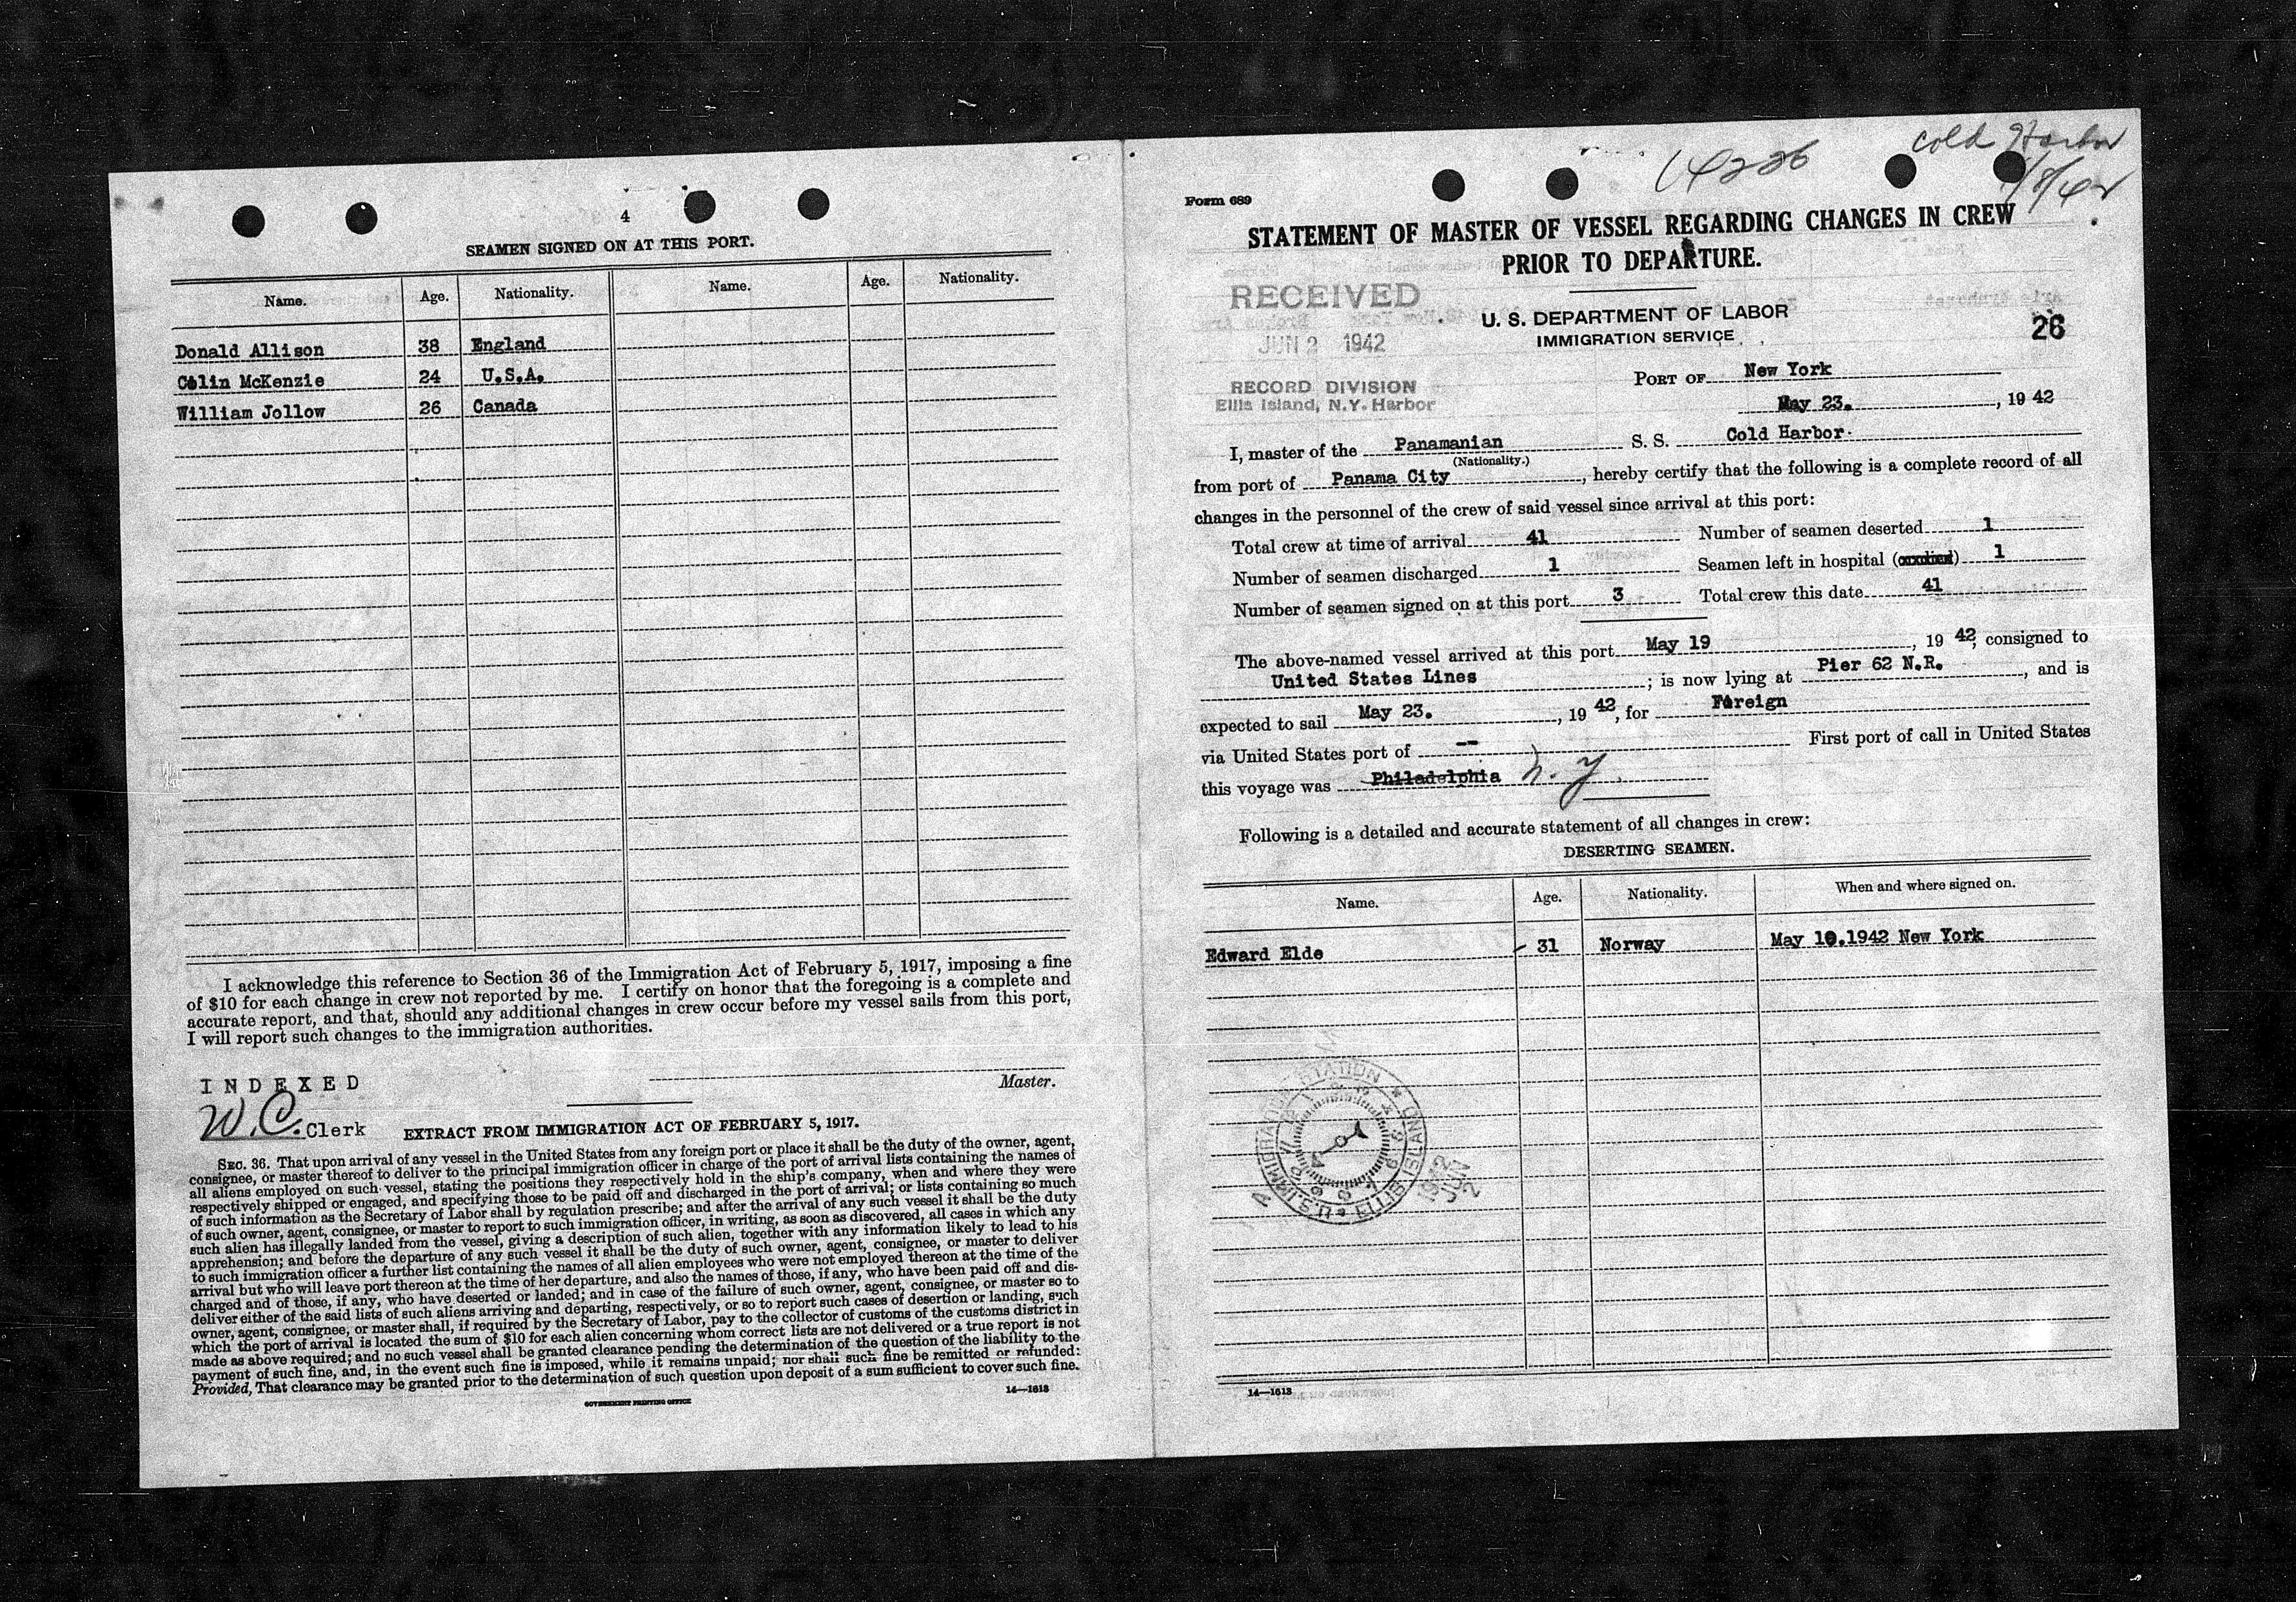 4
SEAMEN SIGNED ON AT THIS PORT.
Name. Age. Nationality. Name. Age. Nationality.
Donald Allison 38 England
Colin McKenzie 24 U.S.A.
William Jollow 26 Canada
I acknowledge this reference to Section 36 of the Immigration Act of February 5, 1917, imposing a fine
of $10 for each change in crew not reported by me. I certify on honor that the foregoing is a complete and
accurate report, and that, should any additional changes in crew occur before my vessel sails from this port,
I will report such changes to the immigration authorities.
Master.
INDEXED
W.C. Clerk
EXTRACT FROM IMMIGRATION ACT OF FEBRUARY 5, 1917.
SEC. 36. That upon arrival of any vessel in the United States from any foreign port or place it shall be the duty of the owner, agent,
consignee, or master thereof to deliver to the principal immigration officer in charge of the port of arrival lists containing the names of
all aliens employed on such vessel, stating the positions they respectively hold in the ship's company, when and where they were
respectively shipped or engaged, and specifying those to be paid off and discharged in the port of arrival; or lists containing so much
of such information as the Secretary of Labor shall by regulation prescribe; and after the arrival of any such vessel it shall be the duty
of such owner, agent, consignee, or master to report to such immigration officer, in writing, as soon as discovered, all cases in which any
such alien has illegally landed from the vessel, giving a description of such alien, together with any information likely to lead to his
apprehension; and before the departure of any such vessel it shall be the duty of such owner, agent, consignee, or master to deliver
to such immigration officer a further list containing the names of all alien employees who were not employed thereon at the time of the
arrival but who will leave port thereon at the time of her departure, and also the names of those, if any, who have been paid off and dis-
charged and of those, if any, who have deserted or landed; and in case of the failure of such owner, agent, consignee, or master so to
deliver either of the said lists of such aliens arriving and departing, respectively, or so to report such cases of desertion or landing, such
owner, agent, consignee, or master shall, if required by the Secretary of Labor, pay to the collector of customs of the customs district in
which the port of arrival is located the sum of $10 for each alien concerning whom correct lists are not delivered or a true report is not
made as above required; and no such vessel shall be granted clearance pending the determination of the question of the liability to the
payment of such fine, and, in the event such fine is imposed, while it remains unpaid; nor shall such fine be remitted or refunded:
Provided, That clearance may be granted prior to the determination of such question upon deposit of a sum sufficient to cover such fine.
GOVERNMENT PRINTING OFFICE 14—1613
14226
Cold Harbor
Form 689
STATEMENT OF MASTER OF VESSEL REGARDING CHANGES IN CREW
PRIOR TO DEPARTURE.
RECEIVED
JUN 2 1942
RECORD DIVISION
Ellis Island, N.Y. Harbor
U. S. DEPARTMENT OF LABOR
IMMIGRATION SERVICE
26
PORT OF New York
May 23. , 19 42
I, master of the Panamanian S. S. Cold Harbor.
(Nationality.)
from port of Panama City, hereby certify that the following is a complete record of all
changes in the personnel of the crew of said vessel since arrival at this port:
Total crew at time of arrival 41 Number of seamen deserted 1
Number of seamen discharged 1 Seamen left in hospital ( ) 1
Number of seamen signed on at this port 3 Total crew this date 41
The above-named vessel arrived at this port May 19, 19 42, consigned to
United States Lines; is now lying at Pier 62 N.R., and is
expected to sail May 23., 19 42, for Foreign
via United States port of -- First port of call in United States
this voyage was Philadelphia N.Y
Following is a detailed and accurate statement of all changes in crew:
DESERTING SEAMEN.
Name. Age. Nationality. When and where signed on.
Edward Elde 31 Norway May 10.1942 New York
U.S. IMMIGRATION STATION * ELLIS ISLAND *
1942
JUN
2
14—1613